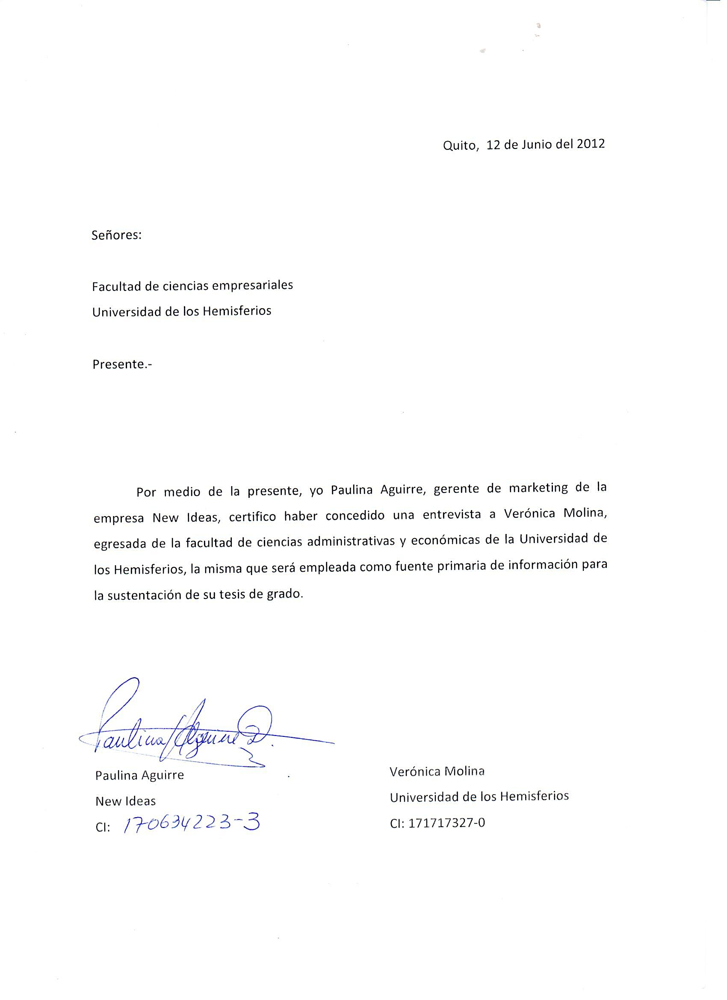 Quito, 12 de Junio del 2012
Señores:
Facultad de ciencias empresariales
Universidad de los Hemisferios
Presente.-
Por medio de la presente, yo Paulina Aguirre, gerente de marketing de la
empresa New Ideas, certifico haber concedido una entrevista a Verónica Molina,
egresada de la facultad de ciencias administrativas y económicas de la Universidad de
los Hemisferios, la misma que será empleada como fuente primaria de información para
la sustentación de su tesis de grado.
Paulina Aguirre D.
Paulina Aguirre
New Ideas
CI: 170634223-3
Verónica Molina
Universidad de los Hemisferios
CI: 171717327-0